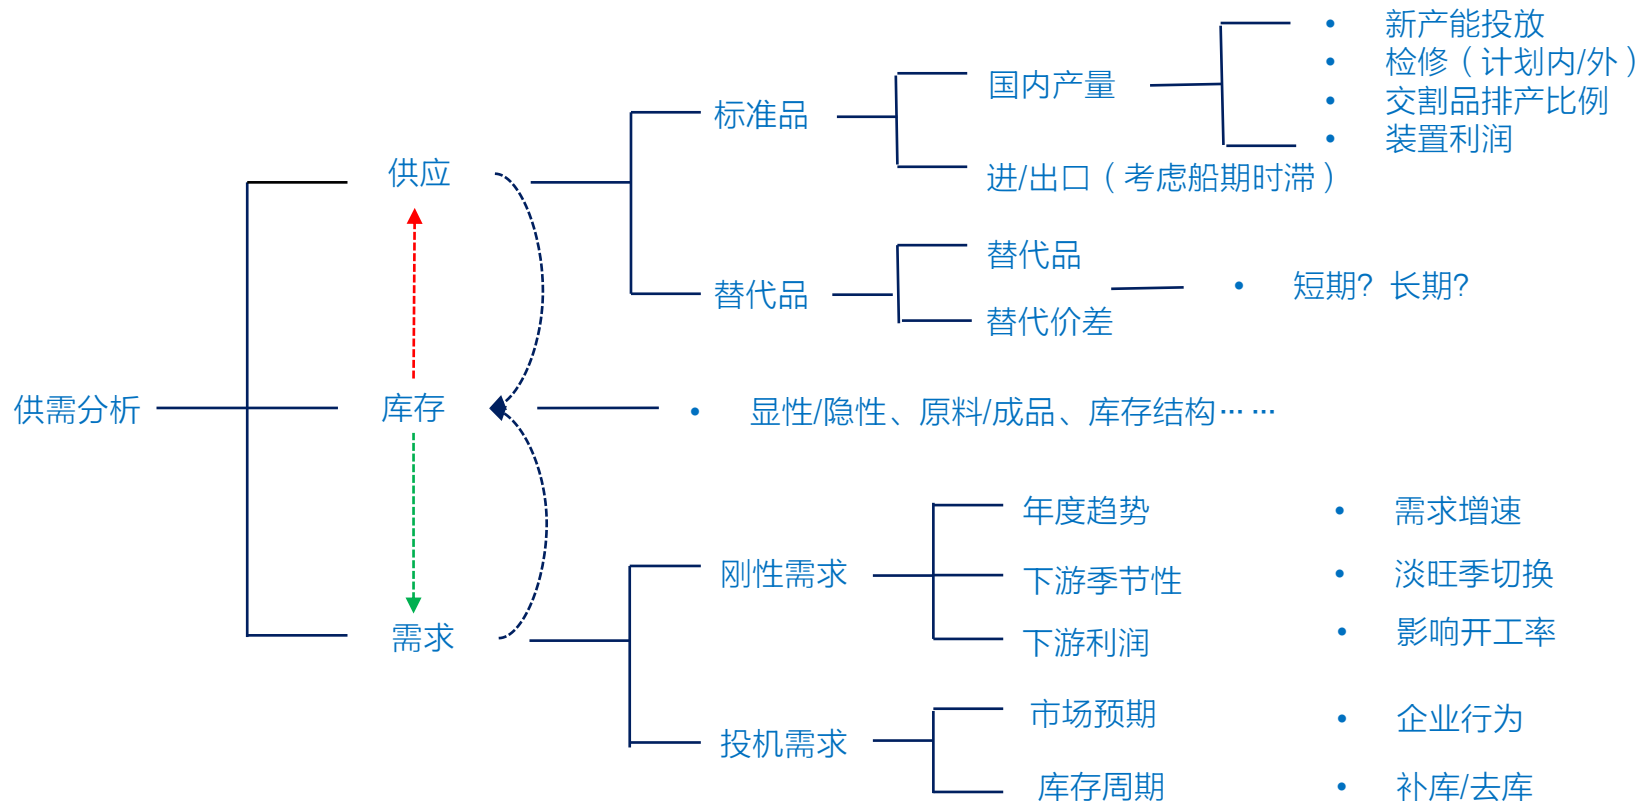 新产能投放
检修（计划内/外）
交割品排产比例
装置利润
国内产量
标准品
进/出口（考虑船期时滞）
供应
替代品
替代品
替代价差
短期? 长期?
供需分析
库存
显性/隐性、原料/成品、库存结构… …
年度趋势
需求增速
刚性需求
下游季节性
淡旺季切换
下游利润
影响开工率
需求
市场预期
企业行为
投机需求
库存周期
补库/去库